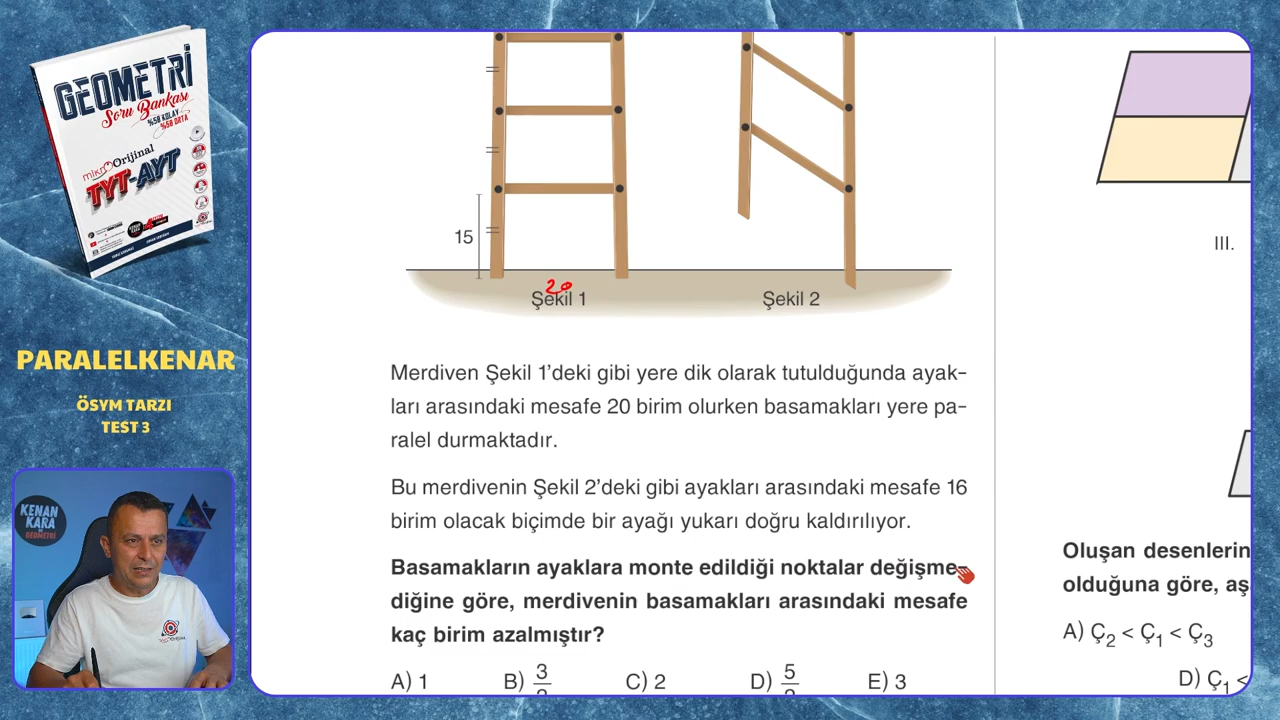 GEOMETRİ
Soru Bankası
%50 KOLAY
%50 ORTA
mikroOrijinal
TYT-AYT
PARALELKENAR
ÖSYM TARZI
TEST 3
KENAN
KARA
GEOMETRİ
15
20
Şekil 1
Şekil 2
Merdiven Şekil 1’deki gibi yere dik olarak tutulduğunda ayak-
ları arasındaki mesafe 20 birim olurken basamakları yere pa-
ralel durmaktadır.
Bu merdivenin Şekil 2’deki gibi ayakları arasındaki mesafe 16
birim olacak biçimde bir ayağı yukarı doğru kaldırılıyor.
Basamakların ayaklara monte edildiği noktalar değişme-
diğine göre, merdivenin basamakları arasındaki mesafe
kaç birim azalmıştır?
A) 1 B) 3 C) 2 D) 5 E) 3
III.
Oluşan desenlerin
olduğuna göre, aş
A) Ç2 < Ç1 < Ç3
D) Ç1 <